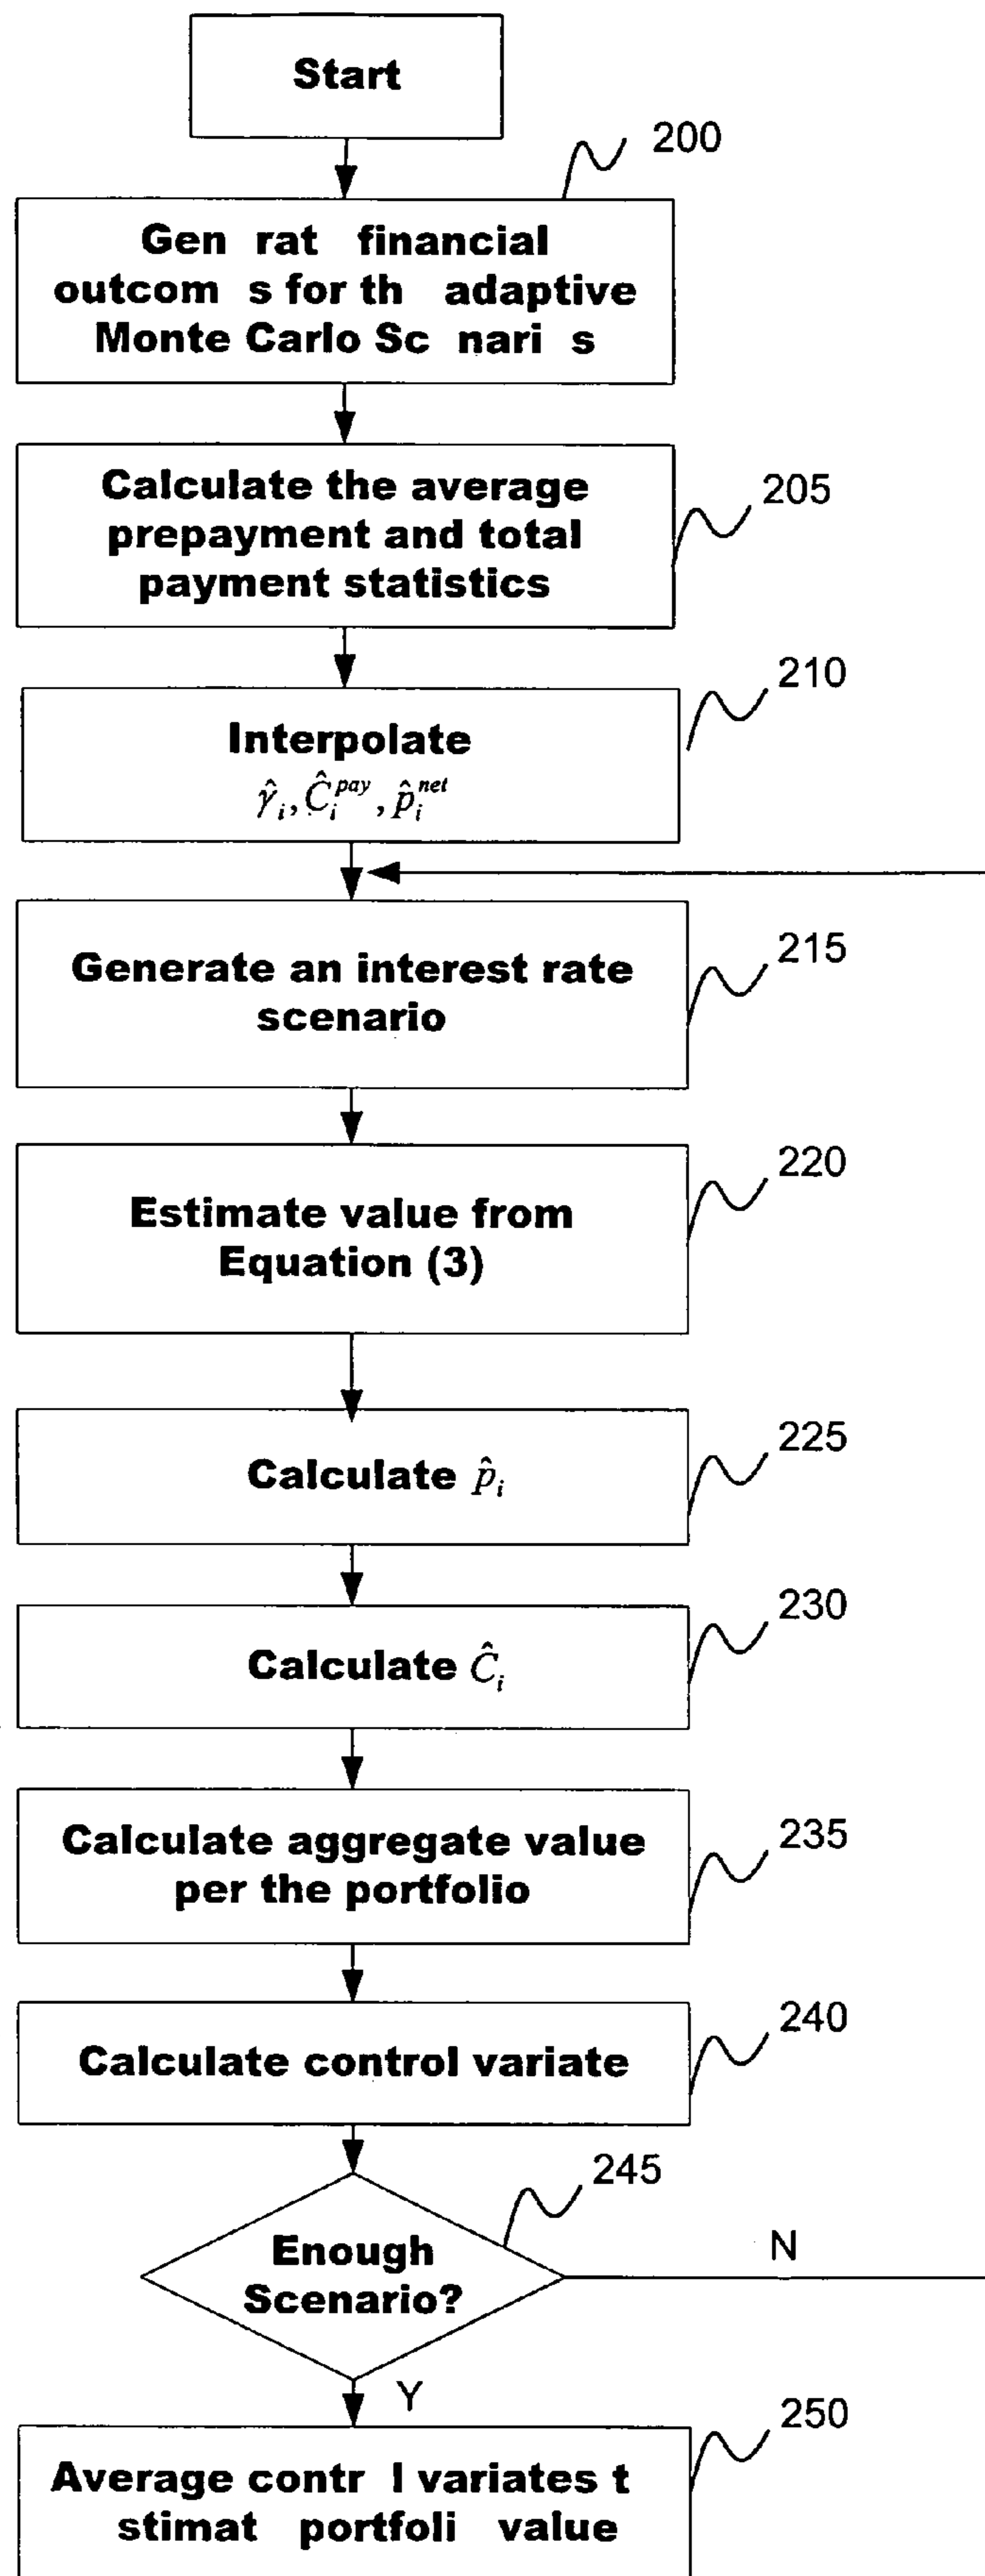 Start
200
Gen rat financial
outcom s for th adaptive
Monte Carlo Sc nari s
Calculate the average
prepayment and total
payment statistics
205
210
Interpolate
γ̂ᵢ, Ĉᵢᵖᵃʸ, p̂ᵢⁿᵉᵗ
Generate an interest rate
scenario
215
220
Estimate value from
Equation (3)
225
Calculate p̂ᵢ
230
Calculate Ĉᵢ
Calculate aggregate value
per the portfolio
235
240
Calculate control variate
245
Enough
Scenario?
N
Y
250
Average contr l variates t
stimat portfoli value